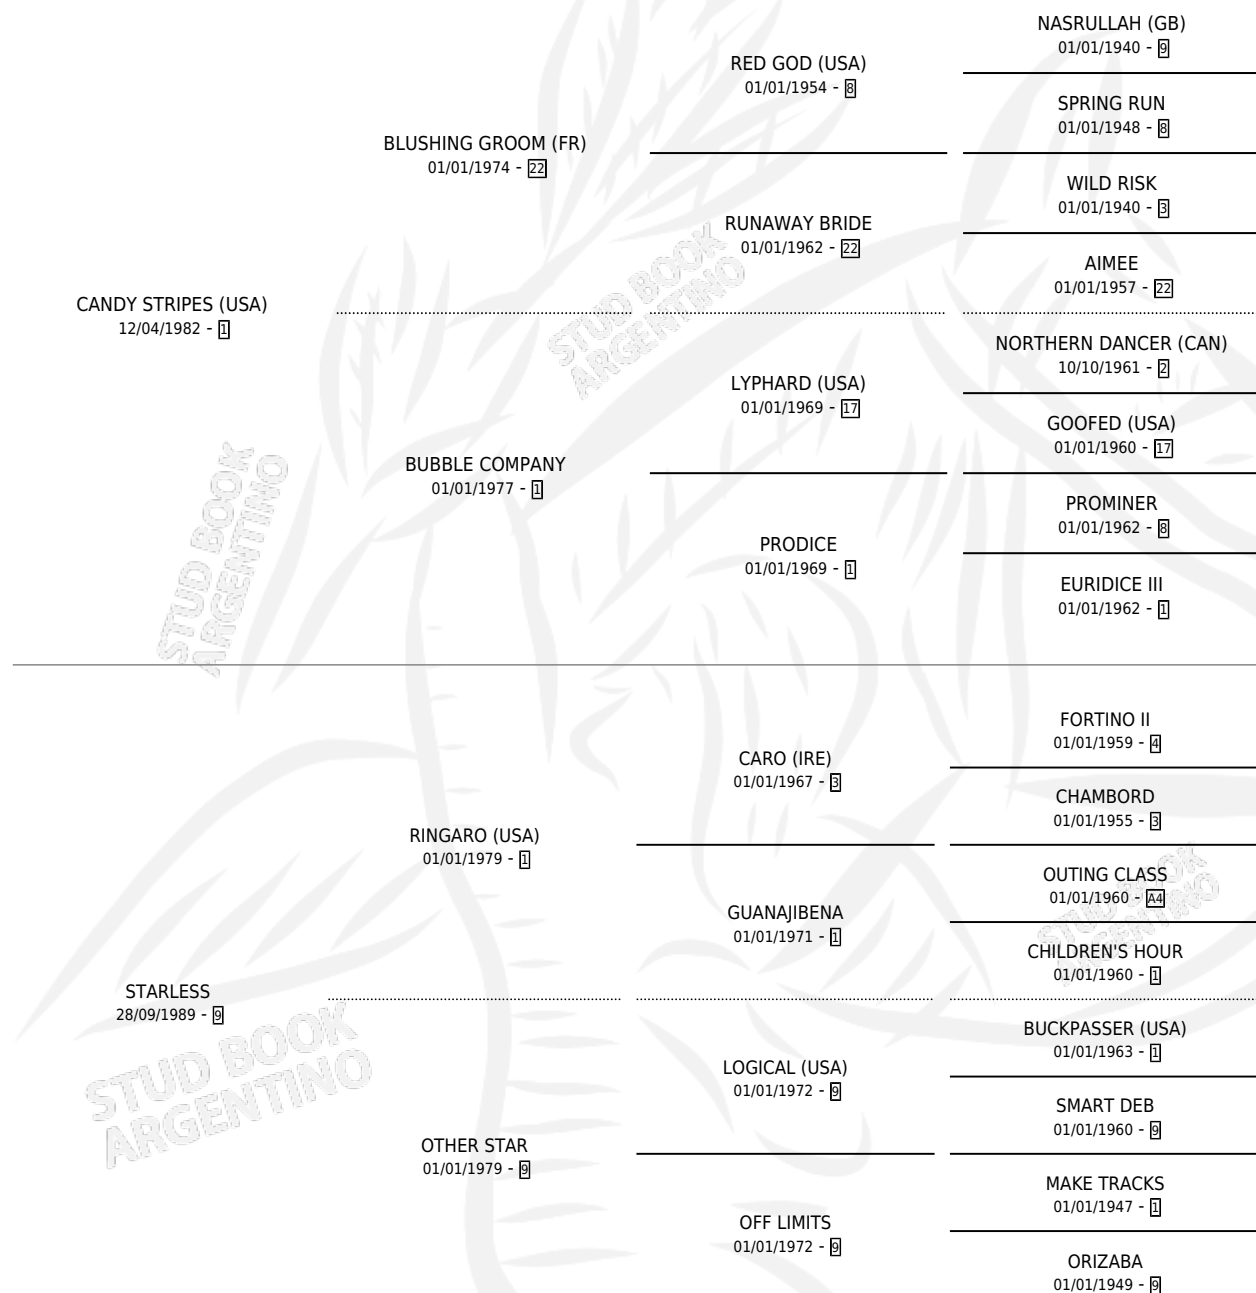 NASRULLAH (GB)
01/01/1940 - 9
RED GOD (USA)
01/01/1954 - 8
SPRING RUN
01/01/1948 - 8
BLUSHING GROOM (FR)
01/01/1974 - 22
WILD RISK
01/01/1940 - 3
RUNAWAY BRIDE
01/01/1962 - 22
AIMEE
01/01/1957 - 22
CANDY STRIPES (USA)
12/04/1982 - 1
STUD BOOK
ARGENTINO
NORTHERN DANCER (CAN)
10/10/1961 - 2
LYPHARD (USA)
01/01/1969 - 17
GOOFED (USA)
01/01/1960 - 17
BUBBLE COMPANY
01/01/1977 - 1
PROMINER
01/01/1962 - 8
PRODICE
01/01/1969 - 1
EURIDICE III
01/01/1962 - 1
STUD BOOK
ARGENTINO
FORTINO II
01/01/1959 - 4
CARO (IRE)
01/01/1967 - 3
CHAMBORD
01/01/1955 - 3
RINGARO (USA)
01/01/1979 - 1
OUTING CLASS
01/01/1960 - A4
GUANAJIBENA
01/01/1971 - 1
STUD BOOK
ARGENTINO
CHILDREN'S HOUR
01/01/1960 - 1
STARLESS
28/09/1989 - 9
BUCKPASSER (USA)
01/01/1963 - 1
LOGICAL (USA)
01/01/1972 - 9
STUD BOOK
ARGENTINO
SMART DEB
01/01/1960 - 9
OTHER STAR
01/01/1979 - 9
MAKE TRACKS
01/01/1947 - 1
OFF LIMITS
01/01/1972 - 9
ORIZABA
01/01/1949 - 9